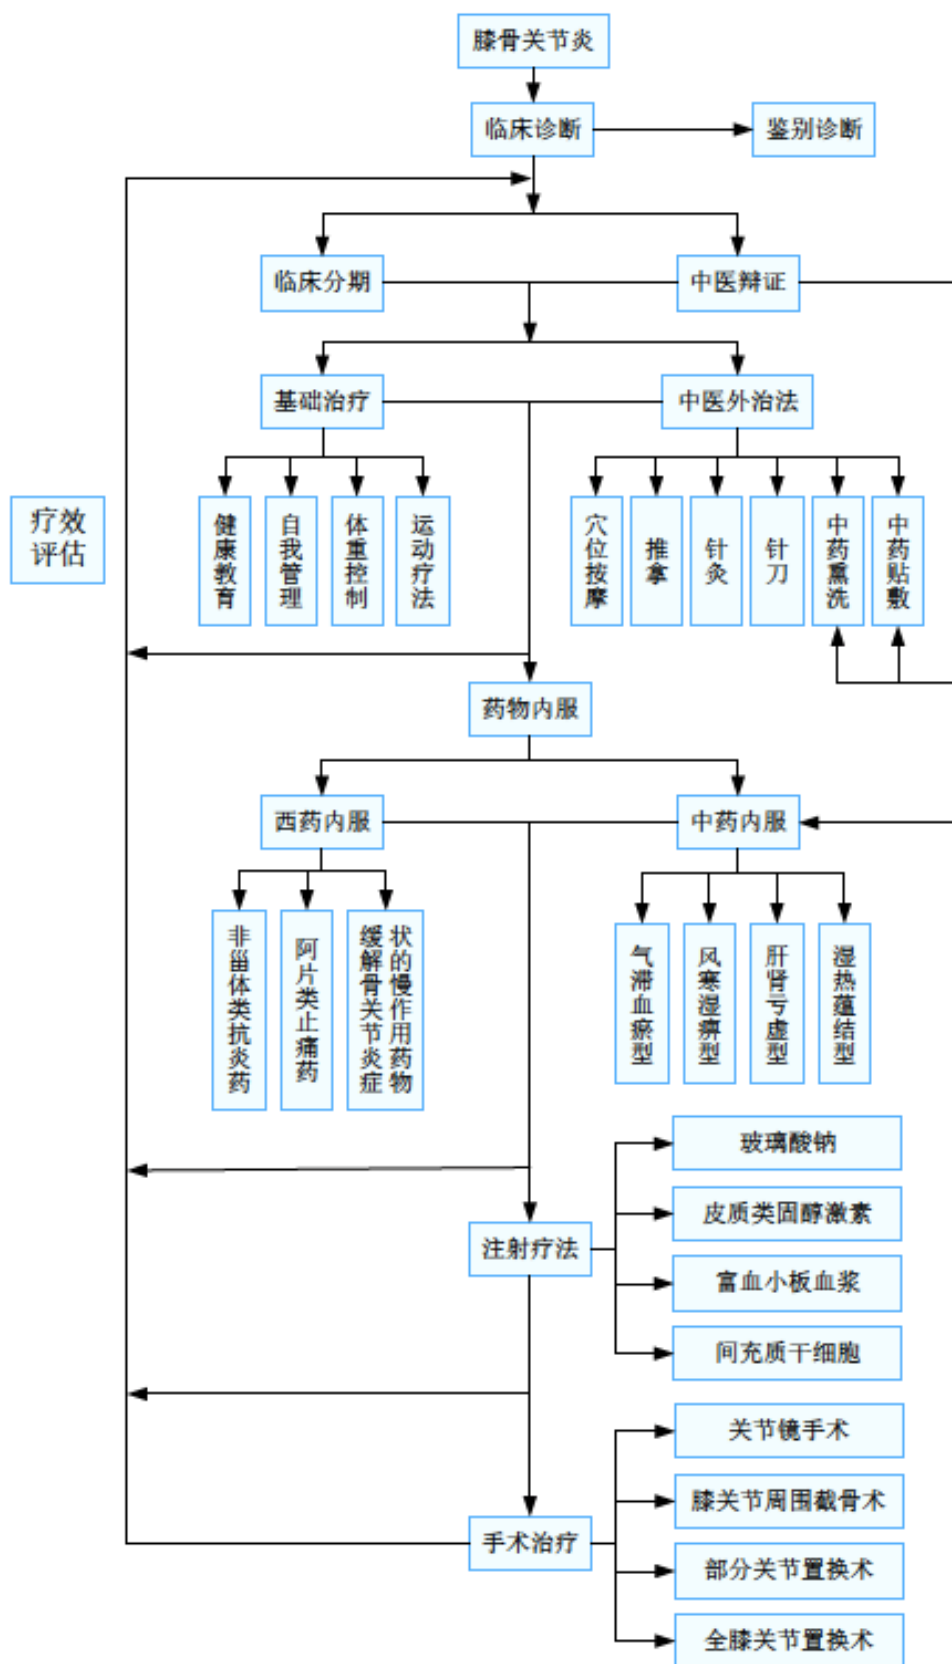 膝骨关节炎
临床诊断
鉴别诊断
临床分期
中医辩证
基础治疗
中医外治法
疗效
评估
健康教育
自我管理
体重控制
运动疗法
穴位按摩
推拿
针灸
针刀
中药熏洗
中药贴敷
药物内服
西药内服
中药内服
非甾体类抗炎药
阿片类止痛药
缓解骨关节炎症
状的慢作用药物
气滞血瘀型
风寒湿痹型
肝肾亏虚型
湿热蕴结型
玻璃酸钠
皮质类固醇激素
注射疗法
富血小板血浆
间充质干细胞
关节镜手术
膝关节周围截骨术
手术治疗
部分关节置换术
全膝关节置换术